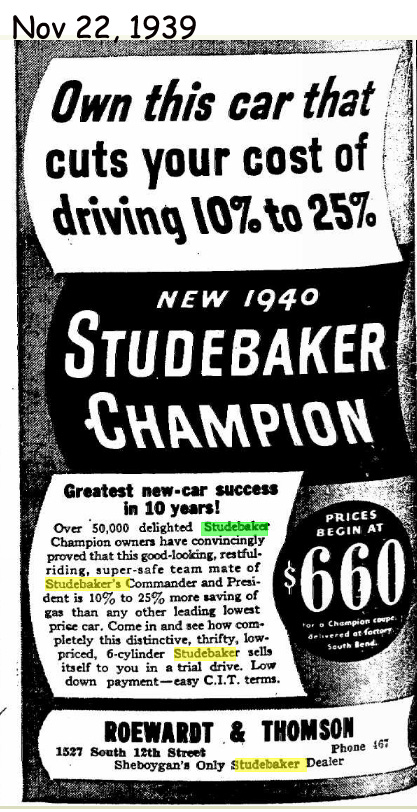 Nov 22, 1939
Own this car that
cuts your cost of
driving 10% to 25%
NEW 1940
STUDEBAKER
CHAMPION
Greatest new-car success
in 10 years!
Over 50,000 delighted Studebaker
Champion owners have convincingly
proved that this good-looking, restful-
riding, super-safe team mate of
Studebaker's Commander and Presi-
dent is 10% to 25% more saving of
gas than any other leading lowest
price car. Come in and see how com-
pletely this distinctive, thrifty, low-
priced, 6-cylinder Studebaker sells
itself to you in a trial drive. Low
down payment—easy C.I.T. terms.
PRICES
BEGIN AT
$660
for a Champion coupe,
delivered at factory,
South Bend.
ROEWARDT & THOMSON
1527 South 12th Street Phone 467
Sheboygan's Only Studebaker Dealer